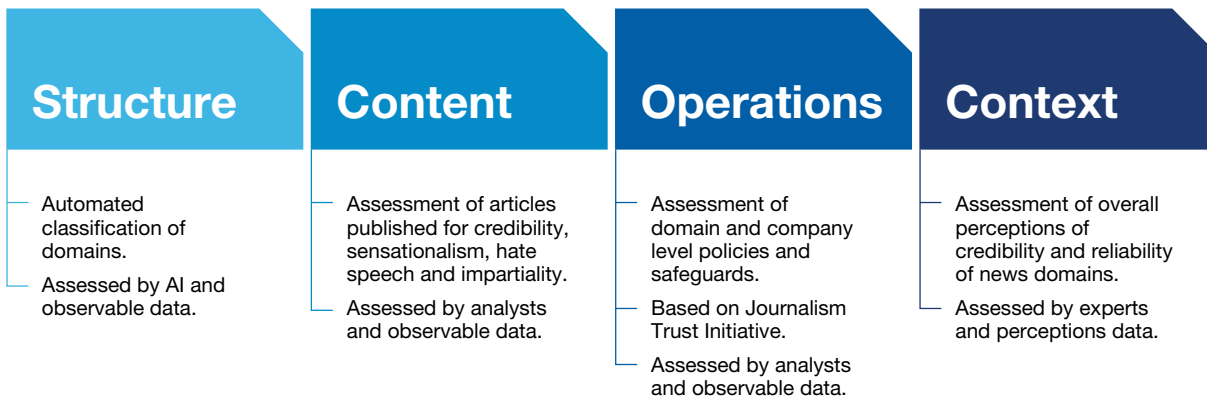 Structure
Automated
classification of
domains.
Assessed by AI and
observable data.
Content
Assessment of articles
published for credibility,
sensationalism, hate
speech and impartiality.
Assessed by analysts
and observable data.
Operations
Assessment of
domain and company
level policies and
safeguards.
Based on Journalism
Trust Initiative.
Assessed by analysts
and observable data.
Context
Assessment of overall
perceptions of
credibility and reliability
of news domains.
Assessed by experts
and perceptions data.